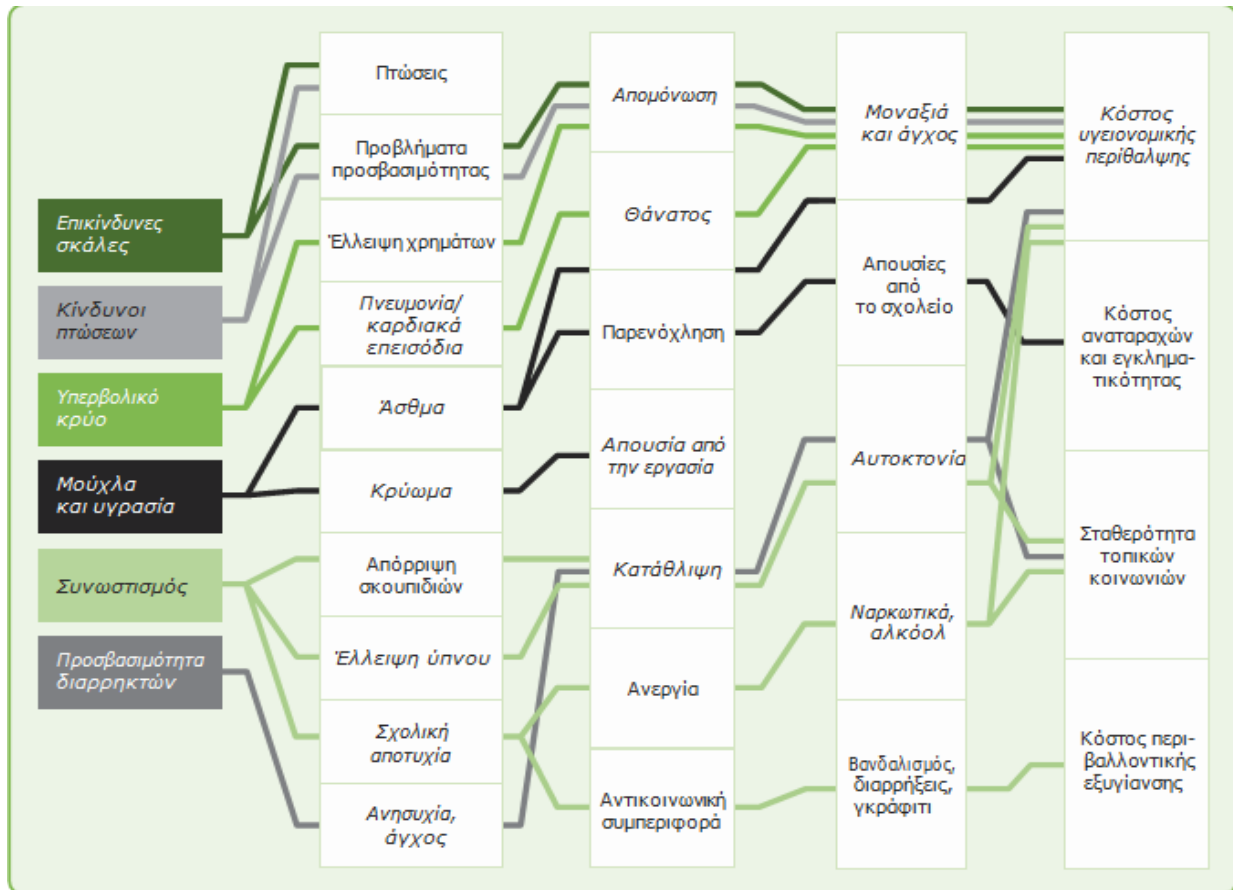 Επικίνδυνες
σκάλες
Κίνδυνοι
πτώσεων
Υπερβολικό
κρύο
Μούχλα
και υγρασία
Συνωστισμός
Προσβασιμότητα
διαρρηκτών
Πτώσεις
Προβλήματα
προσβασιμότητας
Έλλειψη χρημάτων
Πνευμονία/
καρδιακά
επεισόδια
Άσθμα
Κρύωμα
Απόρριψη
σκουπιδιών
Έλλειψη ύπνου
Σχολική
αποτυχία
Ανησυχία,
άγχος
Απομόνωση
Θάνατος
Παρενόχληση
Απουσία από
την εργασία
Κατάθλιψη
Ανεργία
Αντικοινωνική
συμπεριφορά
Μοναξιά
και άγχος
Απουσίες
από
το σχολείο
Αυτοκτονία
Ναρκωτικά,
αλκόολ
Βανδαλισμός,
διαρρήξεις,
γκράφιτι
Κόστος
υγειονομικής
περίθαλψης
Κόστος
αναταραχών
και εγκλημα-
τικότητας
Σταθερότητα
τοπικών
κοινωνιών
Κόστος περι-
βαλλοντικής
εξυγίανσης